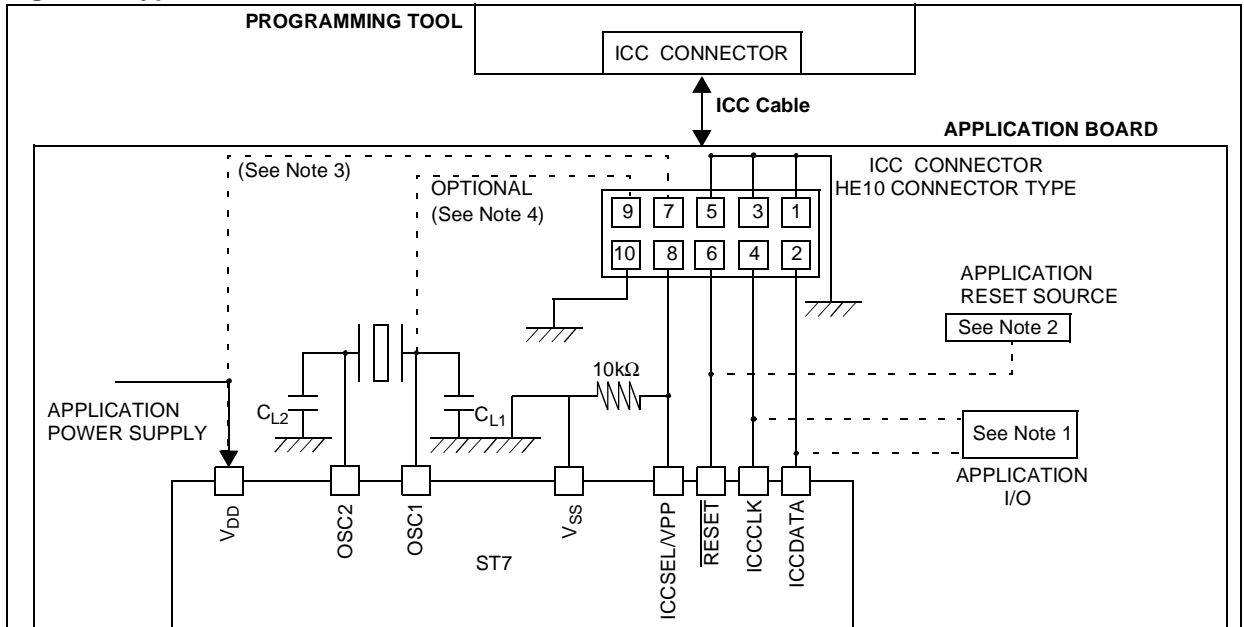 PROGRAMMING TOOL
ICC CONNECTOR
ICC Cable
APPLICATION BOARD
(See Note 3)
OPTIONAL
(See Note 4)
ICC CONNECTOR
HE10 CONNECTOR TYPE
9 7 5 3 1
10 8 6 4 2
APPLICATION
RESET SOURCE
See Note 2
10kΩ
APPLICATION
POWER SUPPLY
CL2
CL1
See Note 1
APPLICATION
I/O
VDD
OSC2
OSC1
VSS
ICCSEL/VPP
RESET
ICCCLK
ICCDATA
ST7